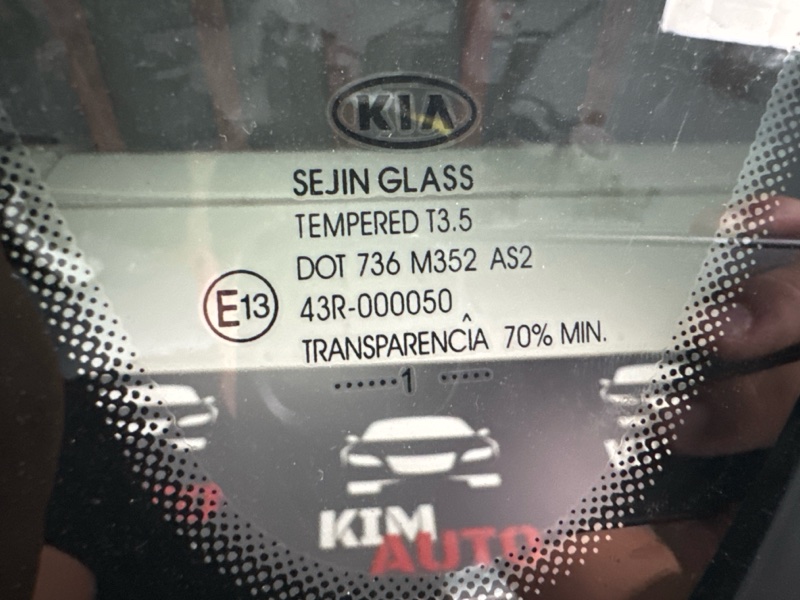 KIA
SEJIN GLASS
TEMPERED T3.5
DOT 736 M352 AS2
E13 43R-000050
TRANSPARENCIA 70% MIN.
.......1 ......
KIM
AUTO